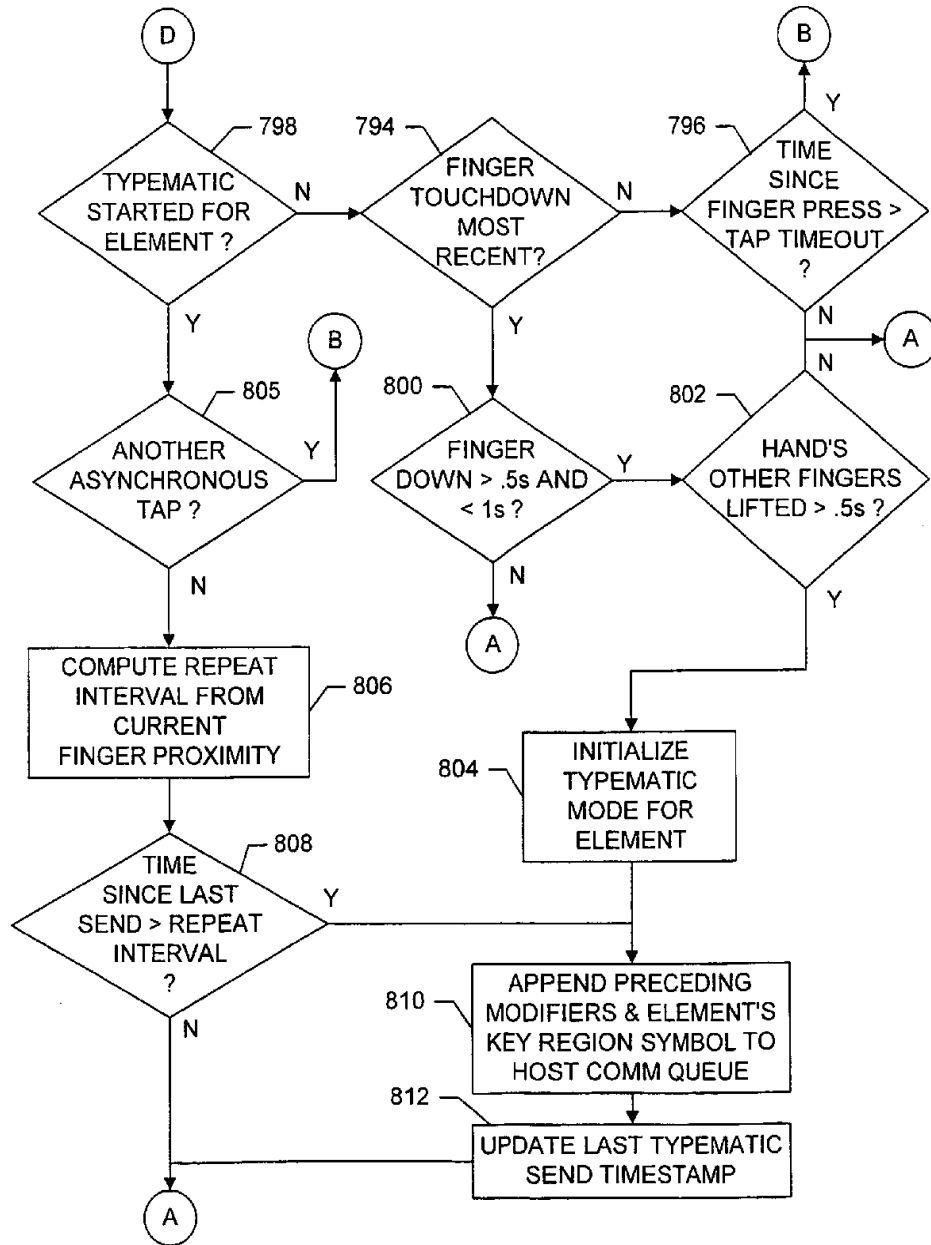 D
B
798
794
796
TYPEMATIC
STARTED FOR
ELEMENT ?
N
FINGER
TOUCHDOWN
MOST
RECENT?
N
Y
TIME
SINCE
FINGER PRESS >
TAP TIMEOUT
?
Y
Y
N
B
A
805
800
802
N
ANOTHER
ASYNCHRONOUS
TAP ?
Y
FINGER
DOWN > .5s AND
< 1s ?
Y
HAND'S
OTHER FINGERS
LIFTED > .5s ?
N
N
Y
A
COMPUTE REPEAT
INTERVAL FROM
CURRENT
FINGER PROXIMITY
806
804
INITIALIZE
TYPEMATIC
MODE FOR
ELEMENT
808
TIME
SINCE LAST
SEND > REPEAT
INTERVAL
?
Y
N
810
APPEND PRECEDING
MODIFIERS & ELEMENT'S
KEY REGION SYMBOL TO
HOST COMM QUEUE
812
UPDATE LAST TYPEMATIC
SEND TIMESTAMP
A